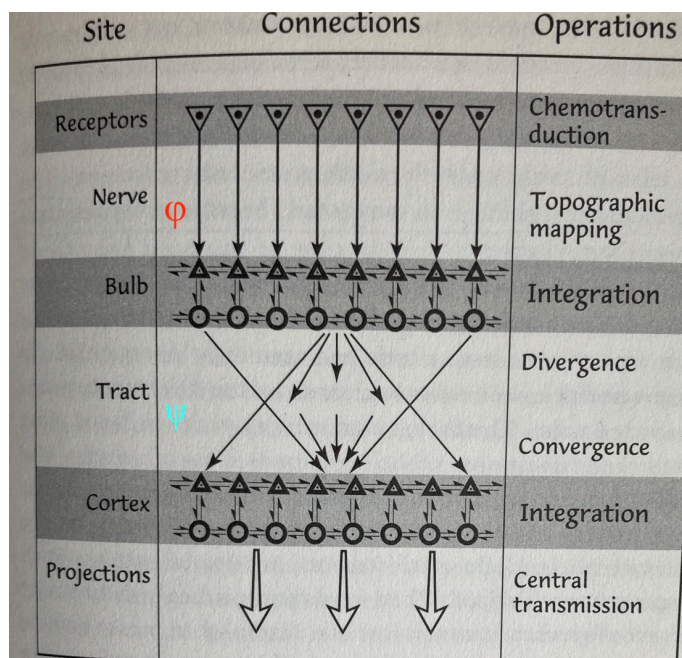 Site Connections Operations
Receptors
Chemotrans-
duction
Nerve
φ
Topographic
mapping
Bulb
Integration
Divergence
Tract
ψ
Convergence
Cortex
Integration
Projections
Central
transmission